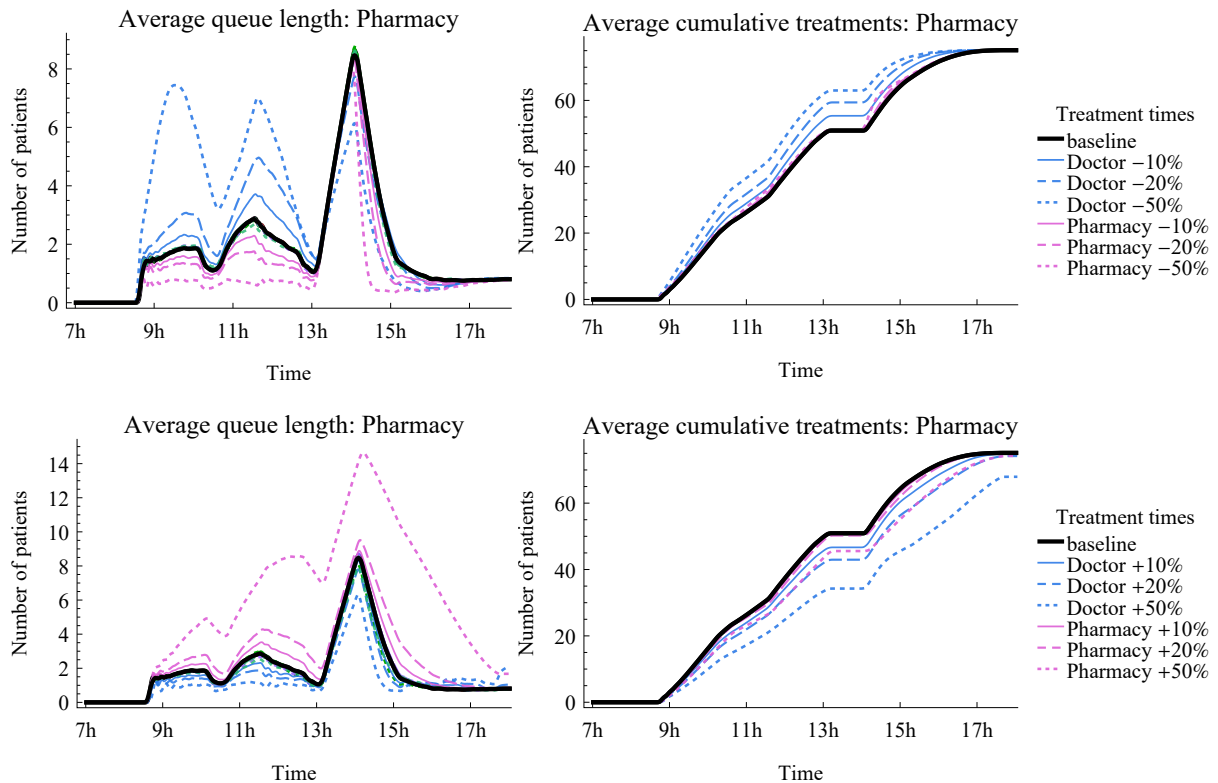 Average queue length: Pharmacy
Number of patients
8
6
4
2
0
7h 9h 11h 13h 15h 17h
Time
Average cumulative treatments: Pharmacy
Number of patients
60
40
20
0
7h 9h 11h 13h 15h 17h
Time
Treatment times
baseline
Doctor −10%
Doctor −20%
Doctor −50%
Pharmacy −10%
Pharmacy −20%
Pharmacy −50%
Average queue length: Pharmacy
Number of patients
14
12
10
8
6
4
2
0
7h 9h 11h 13h 15h 17h
Time
Average cumulative treatments: Pharmacy
Number of patients
60
40
20
0
7h 9h 11h 13h 15h 17h
Time
Treatment times
baseline
Doctor +10%
Doctor +20%
Doctor +50%
Pharmacy +10%
Pharmacy +20%
Pharmacy +50%